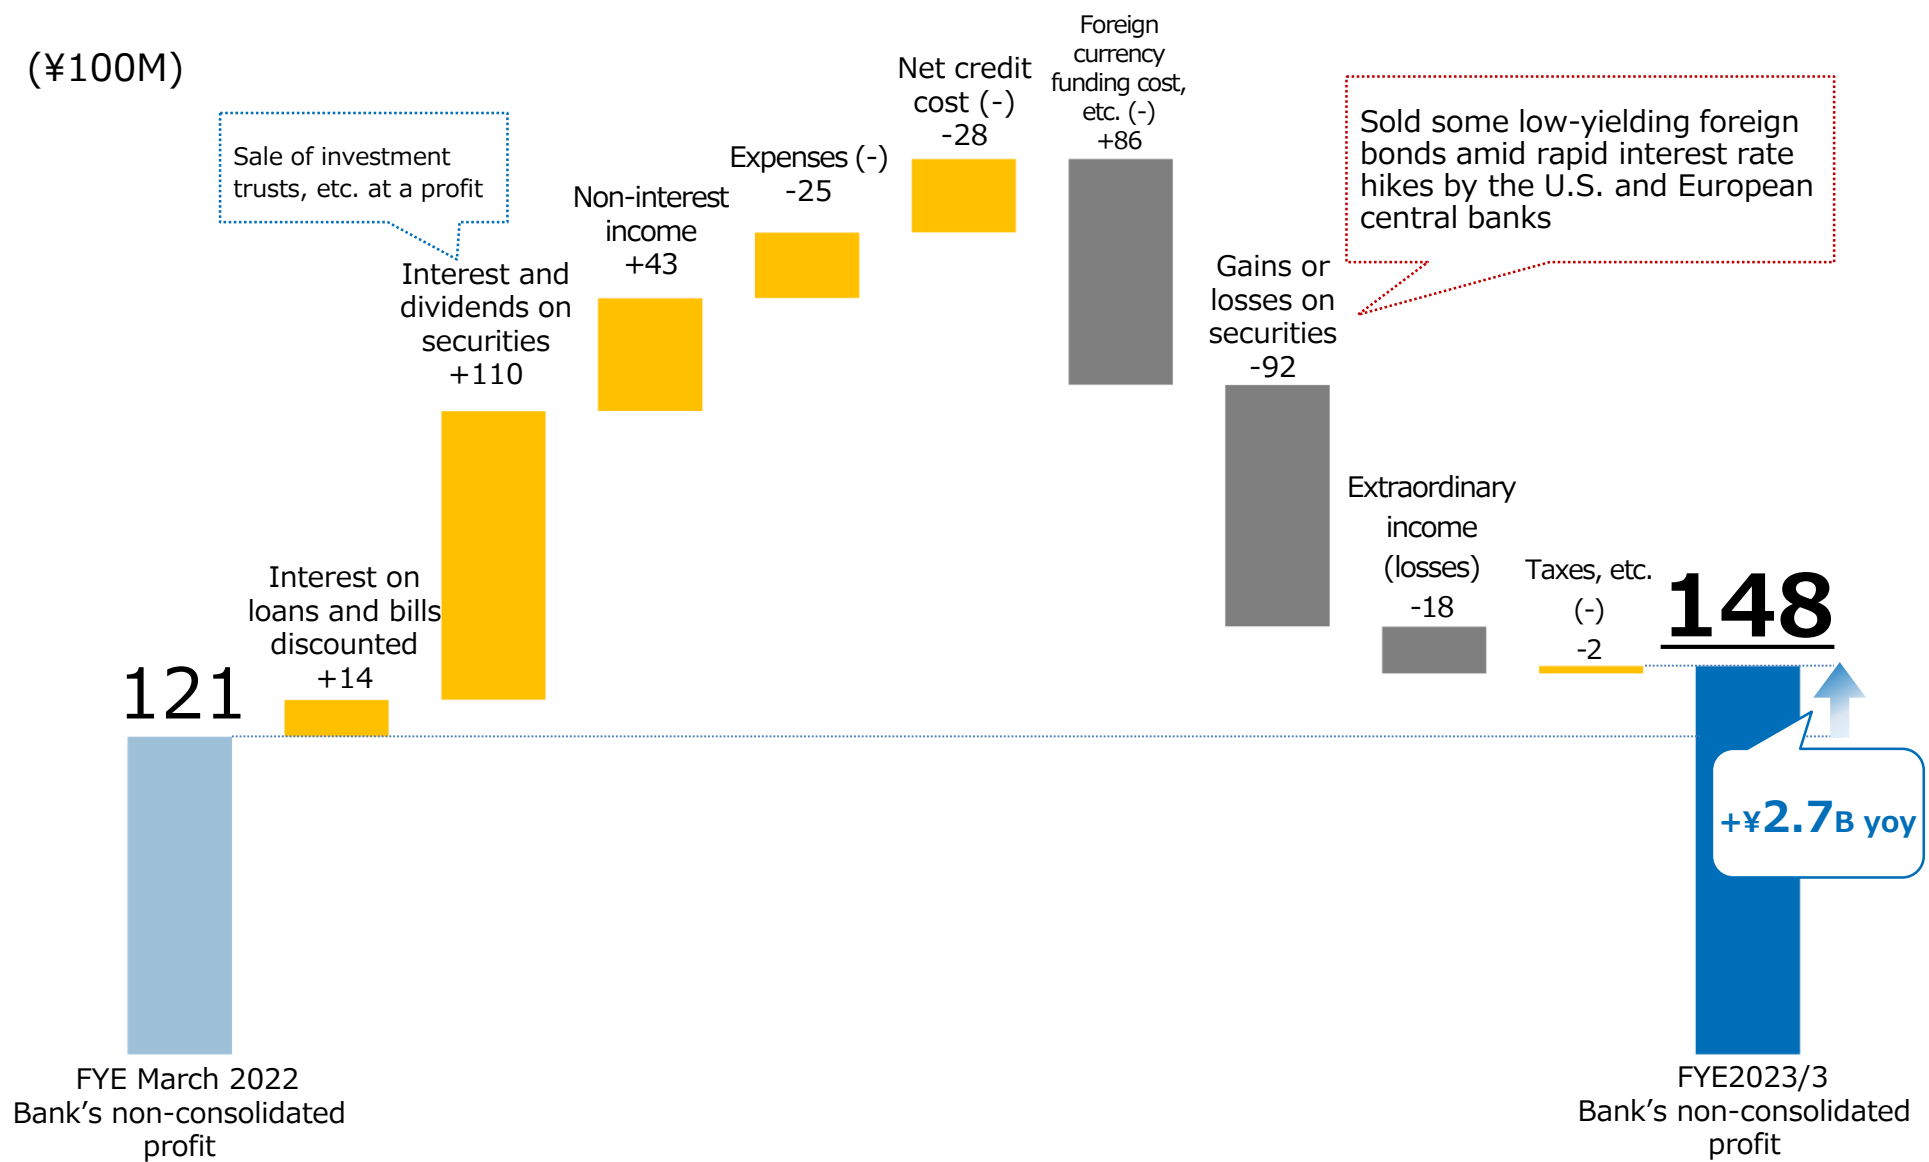 (¥100M)
Sale of investment
trusts, etc. at a profit
121
Interest on
loans and bills
discounted
+14
Interest and
dividends on
securities
+110
Non-interest
income
+43
Expenses (-)
-25
Net credit
cost (-)
-28
Foreign
currency
funding cost,
etc. (-)
+86
Gains or
losses on
securities
-92
Sold some low-yielding foreign
bonds amid rapid interest rate
hikes by the U.S. and European
central banks
Extraordinary
income
(losses)
-18
Taxes, etc.
(-)
-2
148
+¥2.7B yoy
FYE March 2022
Bank’s non-consolidated
profit
FYE2023/3
Bank’s non-consolidated
profit